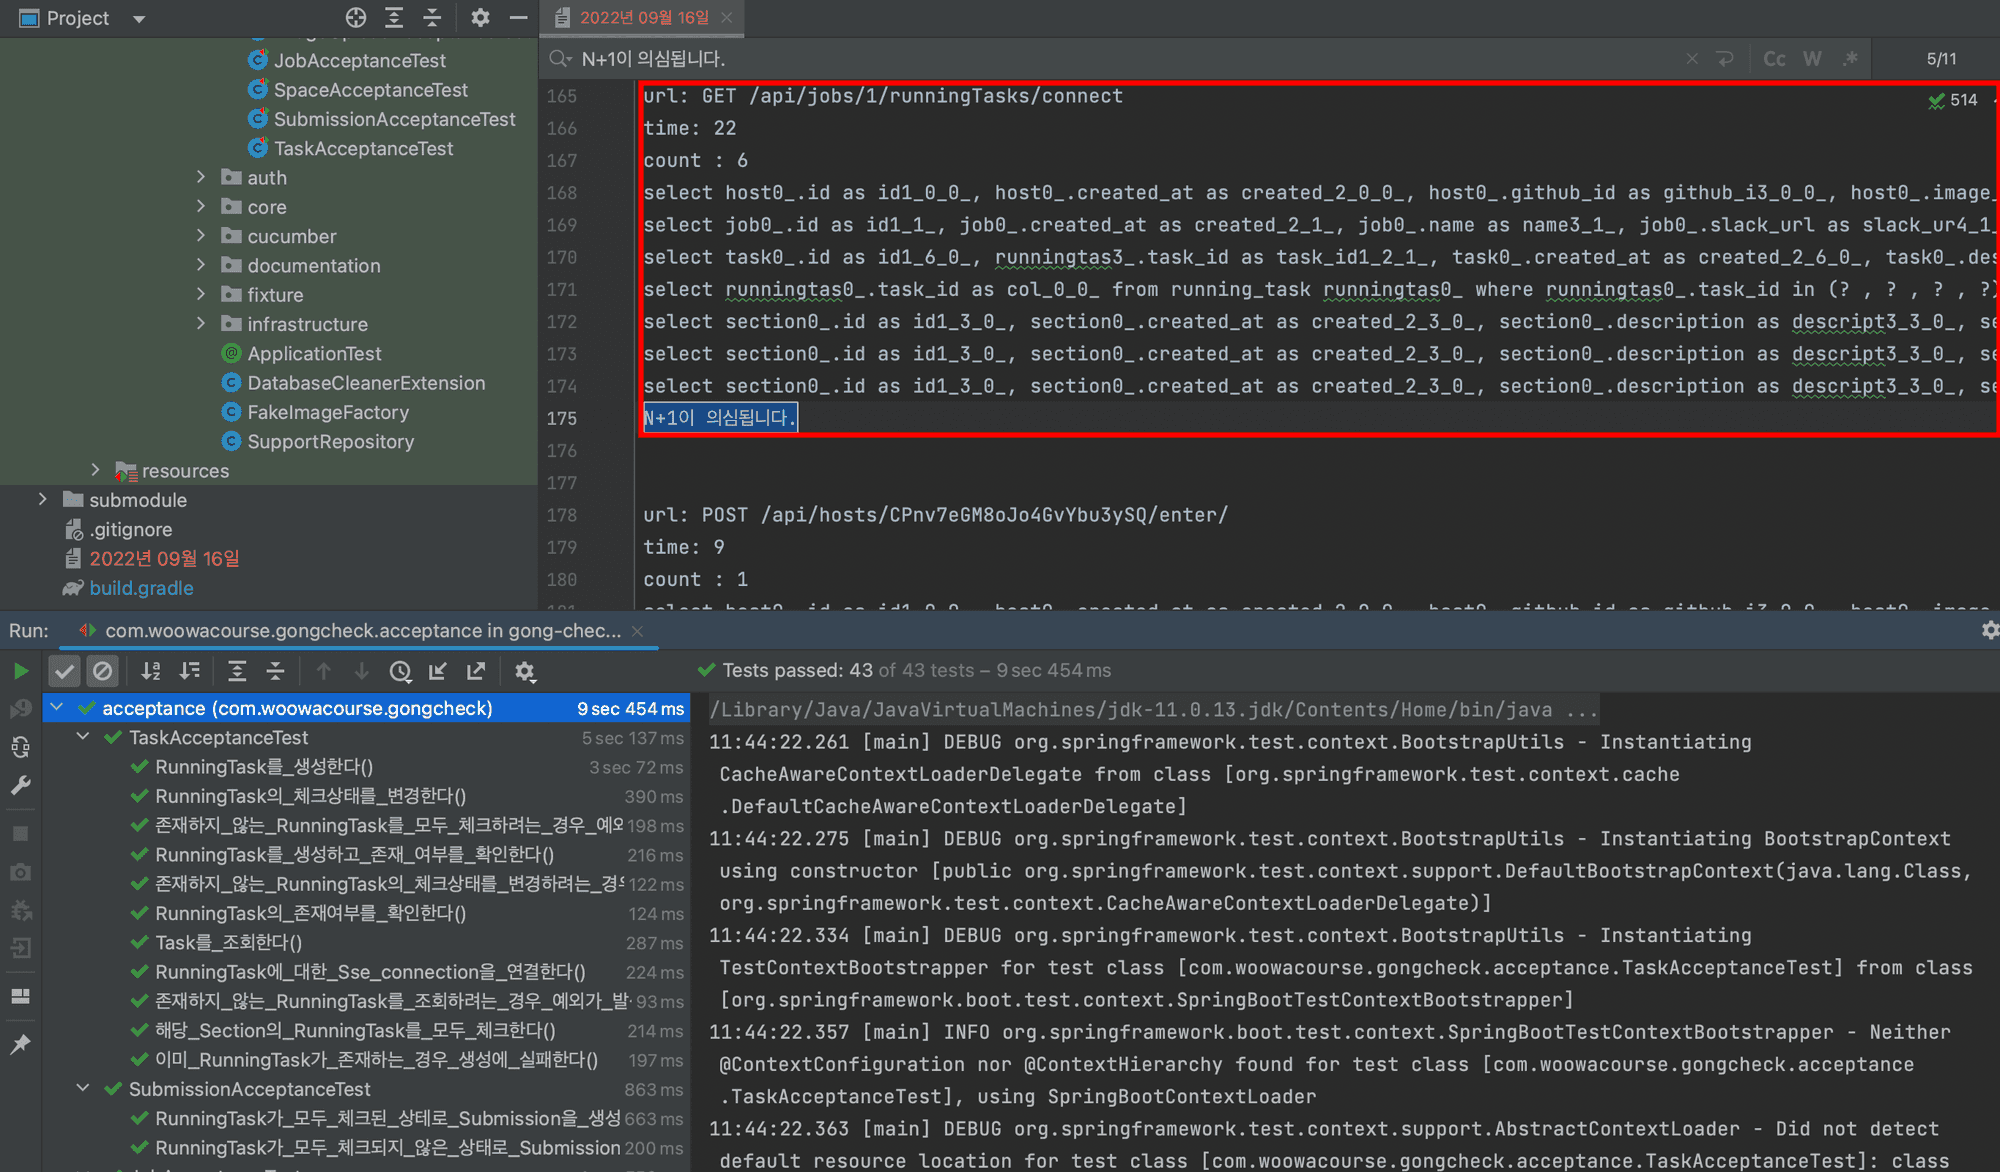 Project
2022년 09월 16일
JobAcceptanceTest
SpaceAcceptanceTest
SubmissionAcceptanceTest
TaskAcceptanceTest
auth
core
cucumber
documentation
fixture
infrastructure
ApplicationTest
DatabaseCleanerExtension
FakeImageFactory
SupportRepository
resources
submodule
.gitignore
2022년 09월 16일
build.gradle
N+1이 의심됩니다.
Cc W .*
5/11
514
165 url: GET /api/jobs/1/runningTasks/connect
166 time: 22
167 count : 6
168 select host0_.id as id1_0_0_, host0_.created_at as created_2_0_0_, host0_.github_id as github_i3_0_0_, host0_.image_
169 select job0_.id as id1_1_, job0_.created_at as created_2_1_, job0_.name as name3_1_, job0_.slack_url as slack_ur4_1_
170 select task0_.id as id1_6_0_, runningtas3_.task_id as task_id1_2_1_, task0_.created_at as created_2_6_0_, task0_.des
171 select runningtas0_.task_id as col_0_0_ from running_task runningtas0_ where runningtas0_.task_id in (? , ? , ? , ?)
172 select section0_.id as id1_3_0_, section0_.created_at as created_2_3_0_, section0_.description as descript3_3_0_, se
173 select section0_.id as id1_3_0_, section0_.created_at as created_2_3_0_, section0_.description as descript3_3_0_, se
174 select section0_.id as id1_3_0_, section0_.created_at as created_2_3_0_, section0_.description as descript3_3_0_, se
175 N+1이 의심됩니다.
176
177
178 url: POST /api/hosts/CPnv7eGM8oJo4GvYbu3ySQ/enter/
179 time: 9
180 count : 1
Run: com.woowacourse.gongcheck.acceptance in gong-chec...
Tests passed: 43 of 43 tests – 9 sec 454 ms
acceptance (com.woowacourse.gongcheck) 9 sec 454 ms
TaskAcceptanceTest 5 sec 137 ms
RunningTask를_생성한다() 3 sec 72 ms
RunningTask의_체크상태를_변경한다() 390 ms
존재하지_않는_RunningTask를_모두_체크하려는_경우_예외 198 ms
RunningTask를_생성하고_존재_여부를_확인한다() 216 ms
존재하지_않는_RunningTask의_체크상태를_변경하려는_경우 122 ms
RunningTask의_존재여부를_확인한다() 124 ms
Task를_조회한다() 287 ms
RunningTask에_대한_Sse_connection을_연결한다() 224 ms
존재하지_않는_RunningTask를_조회하려는_경우_예외가_발 93 ms
해당_Section의_RunningTask를_모두_체크한다() 214 ms
이미_RunningTask가_존재하는_경우_생성에_실패한다() 197 ms
SubmissionAcceptanceTest 863 ms
RunningTask가_모두_체크된_상테로_Submission을_생성 663 ms
RunningTask가_모두_체크되지_않은_상태로_Submission 200 ms
/Library/Java/JavaVirtualMachines/jdk-11.0.13.jdk/Contents/Home/bin/java ...
11:44:22.261 [main] DEBUG org.springframework.test.context.BootstrapUtils - Instantiating
CacheAwareContextLoaderDelegate from class [org.springframework.test.context.cache
.DefaultCacheAwareContextLoaderDelegate]
11:44:22.275 [main] DEBUG org.springframework.test.context.BootstrapUtils - Instantiating BootstrapContext
using constructor [public org.springframework.test.context.support.DefaultBootstrapContext(java.lang.Class,
org.springframework.test.context.CacheAwareContextLoaderDelegate)]
11:44:22.334 [main] DEBUG org.springframework.test.context.BootstrapUtils - Instantiating
TestContextBootstrapper for test class [com.woowacourse.gongcheck.acceptance.TaskAcceptanceTest] from class
[org.springframework.boot.test.context.SpringBootTestContextBootstrapper]
11:44:22.357 [main] INFO org.springframework.boot.test.context.SpringBootTestContextBootstrapper - Neither
@ContextConfiguration nor @ContextHierarchy found for test class [com.woowacourse.gongcheck.acceptance
.TaskAcceptanceTest], using SpringBootContextLoader
11:44:22.363 [main] DEBUG org.springframework.test.context.support.AbstractContextLoader - Did not detect
default resource location for test class [com.woowacourse.gongcheck.acceptance.TaskAcceptanceTest]: class